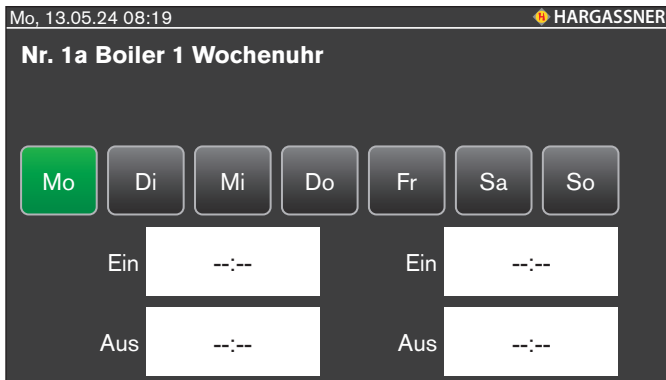 Mo, 13.05.24 08:19 HARGASSNER
Nr. 1a Boiler 1 Wochenuhr
Mo Di Mi Do Fr Sa So
Ein --:-- Ein --:--
Aus --:-- Aus --:--